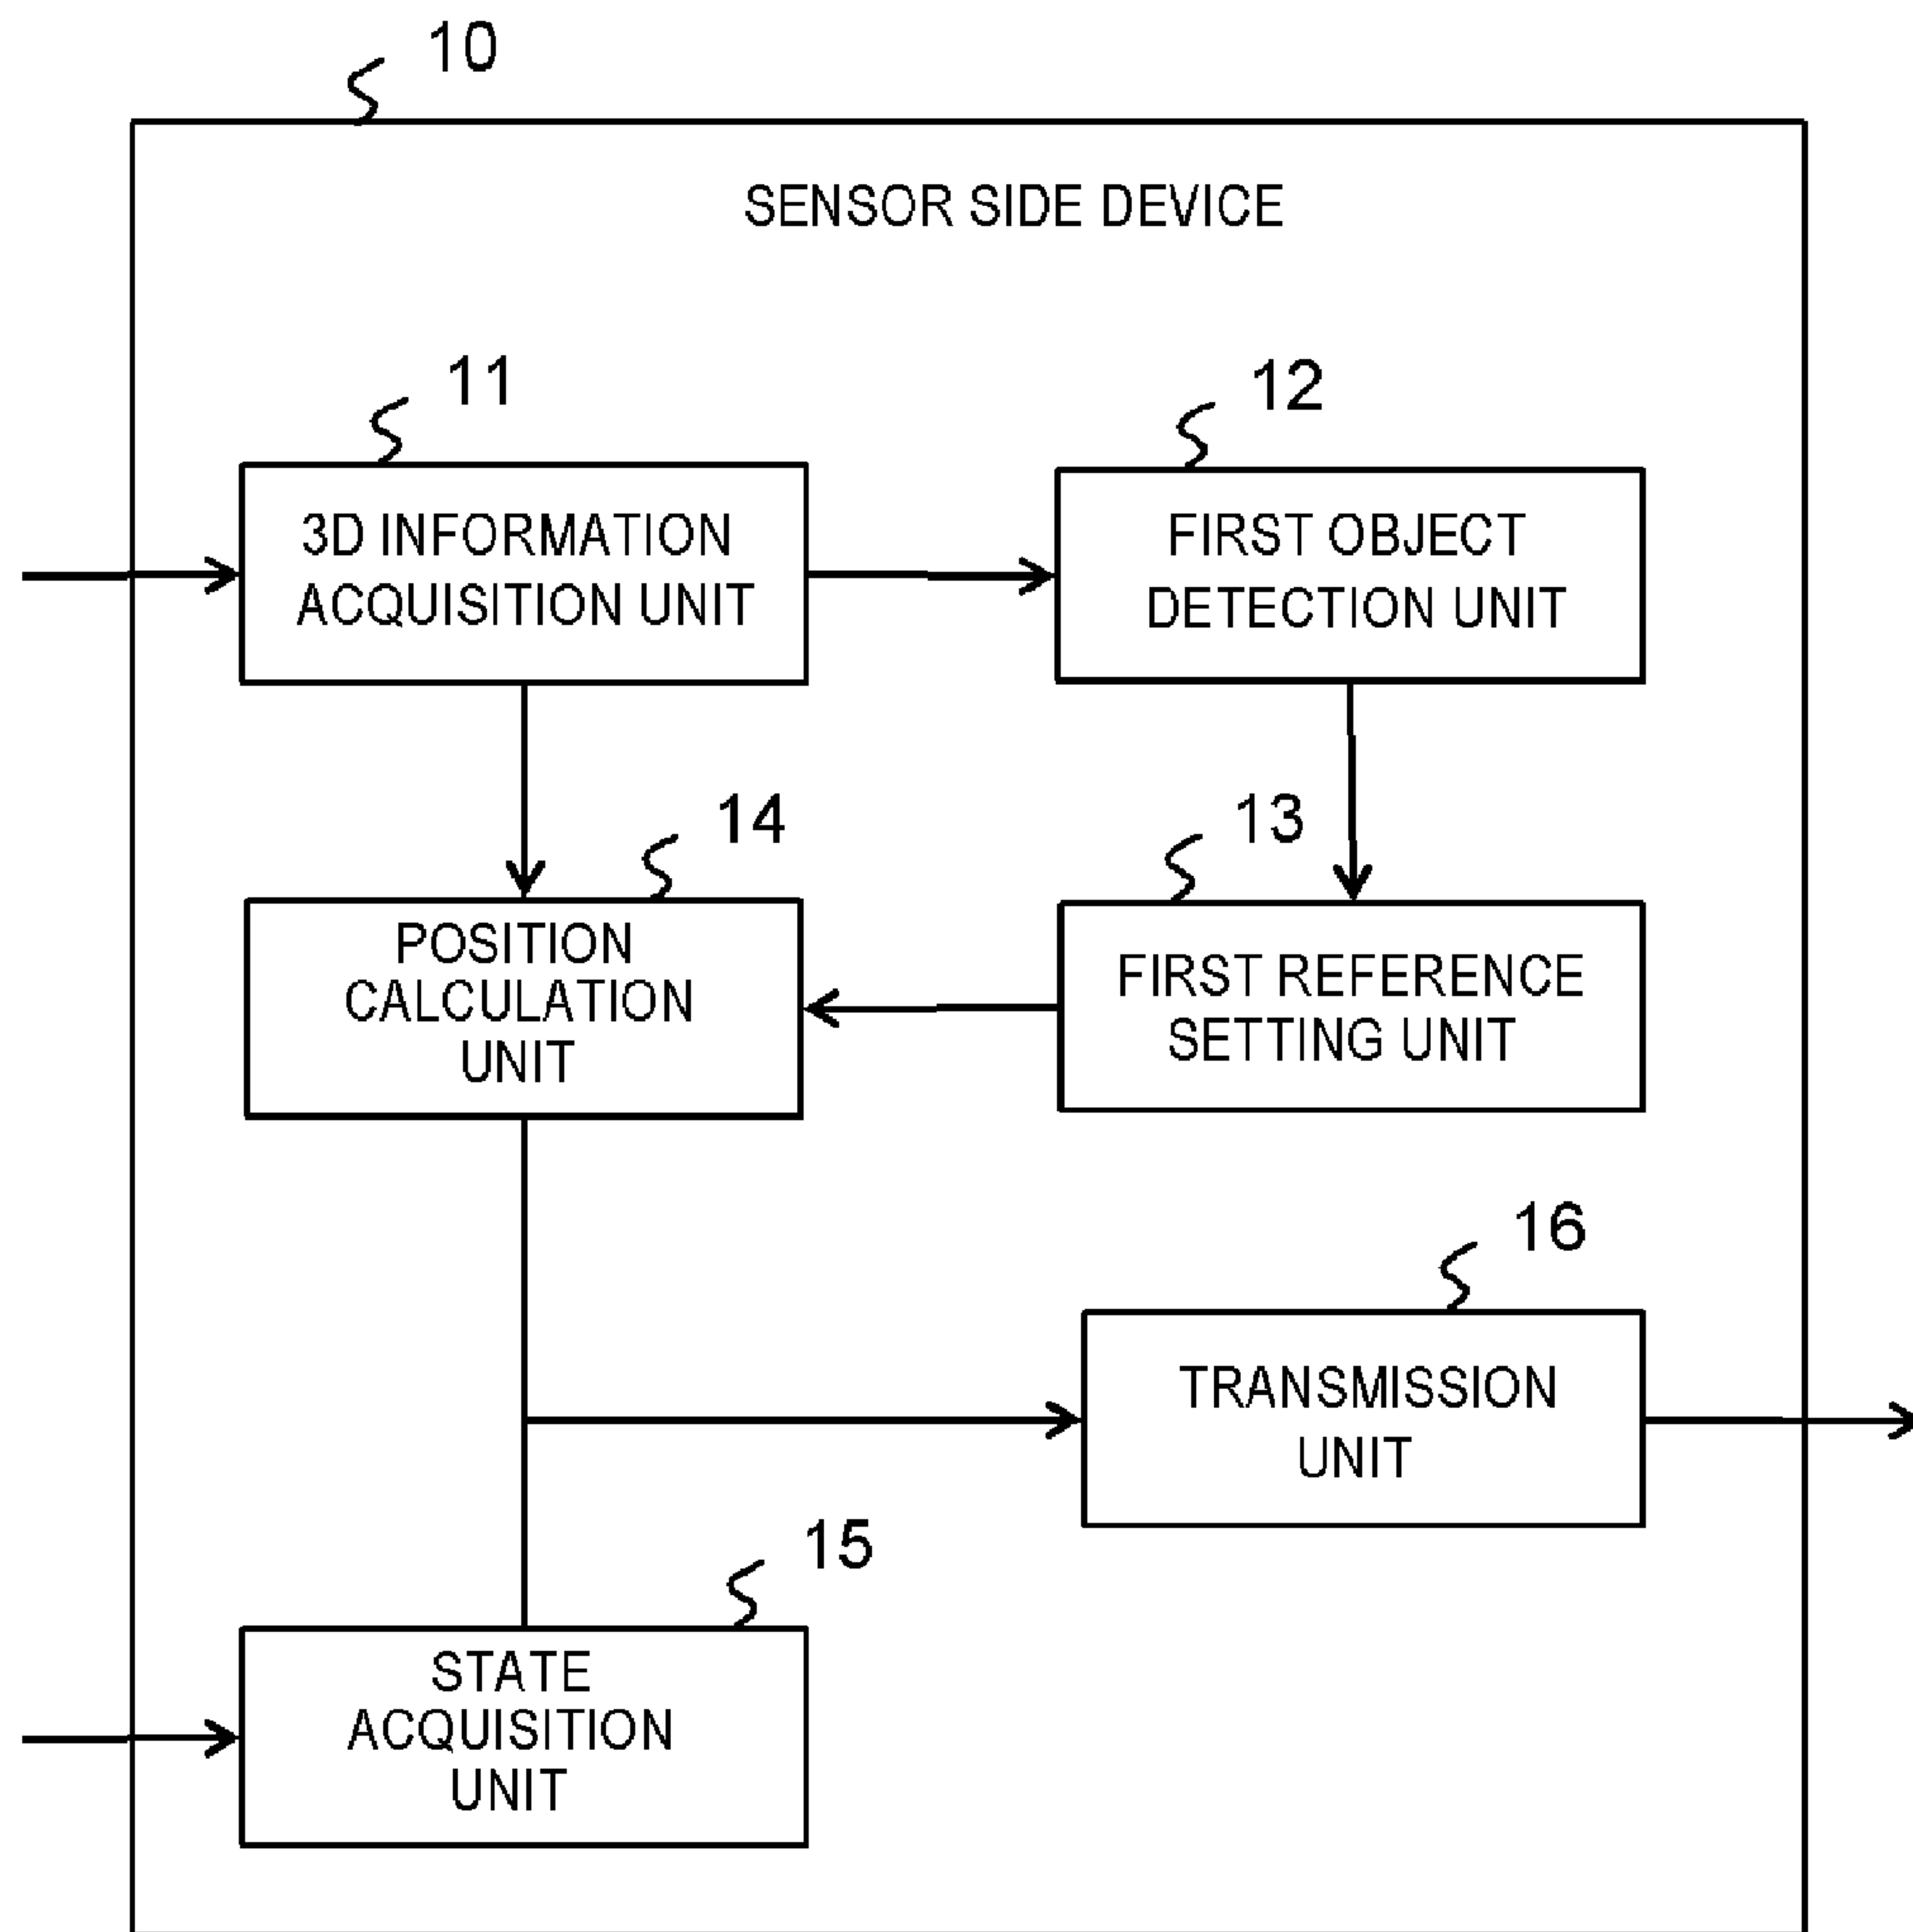 10
SENSOR SIDE DEVICE
11
12
3D INFORMATION
ACQUISITION UNIT
FIRST OBJECT
DETECTION UNIT
14
13
POSITION
CALCULATION
UNIT
FIRST REFERENCE
SETTING UNIT
16
TRANSMISSION
UNIT
15
STATE
ACQUISITION
UNIT